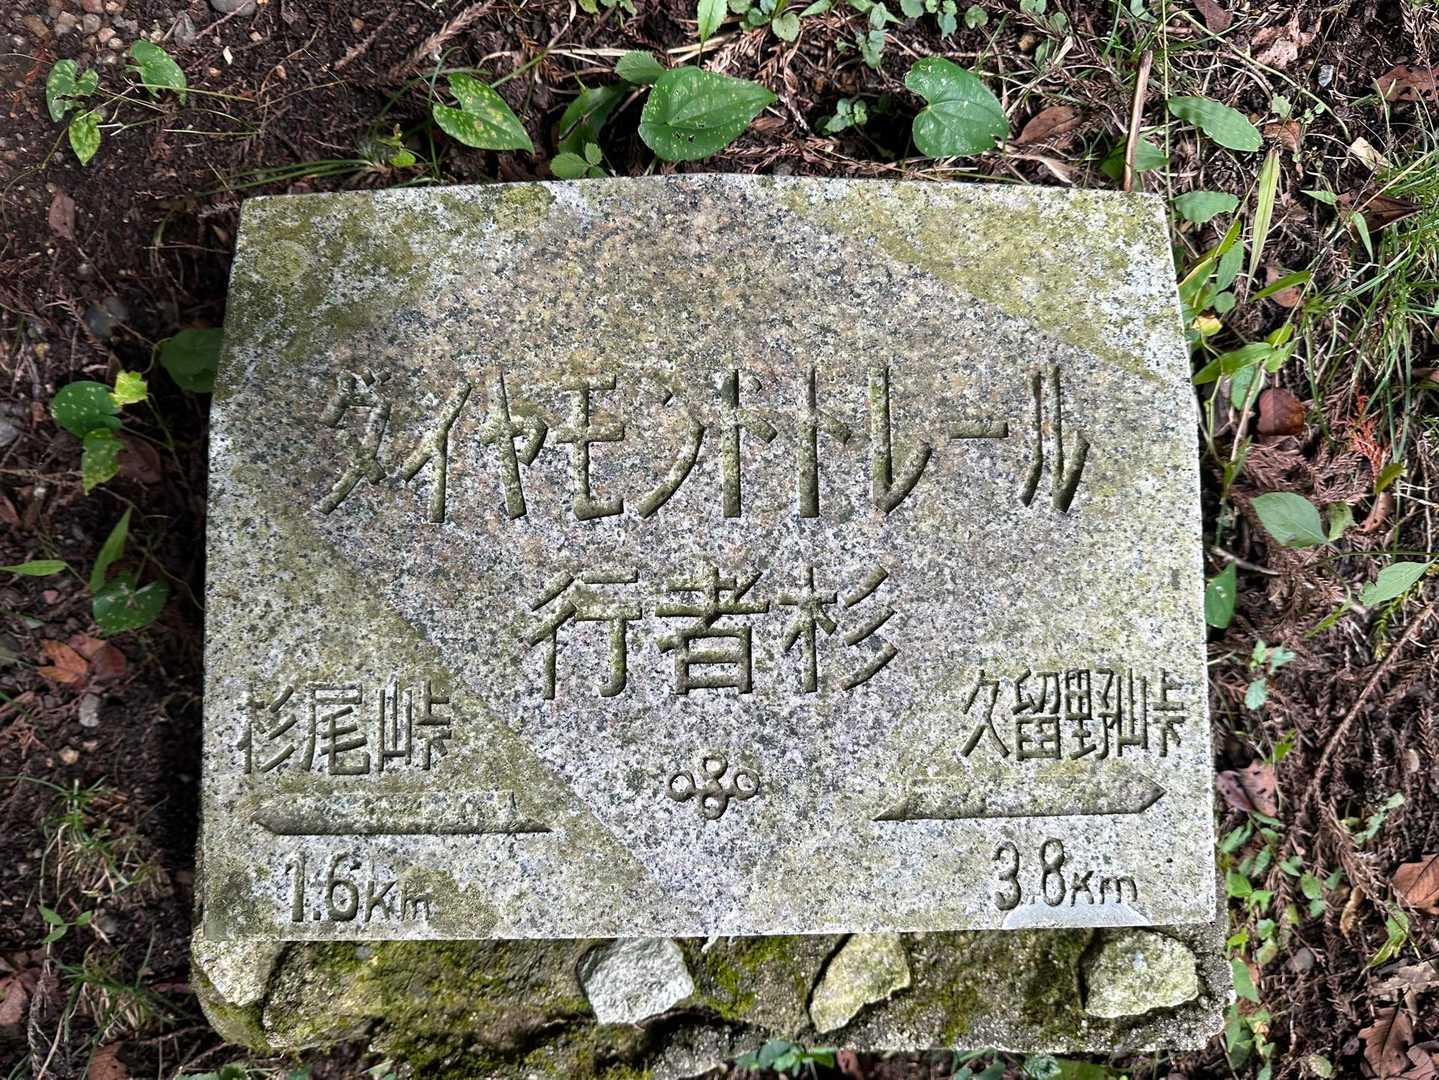 ダイヤモンドトレール
行者杉
杉尾峠
1.6Km
久留野峠
3.8Km